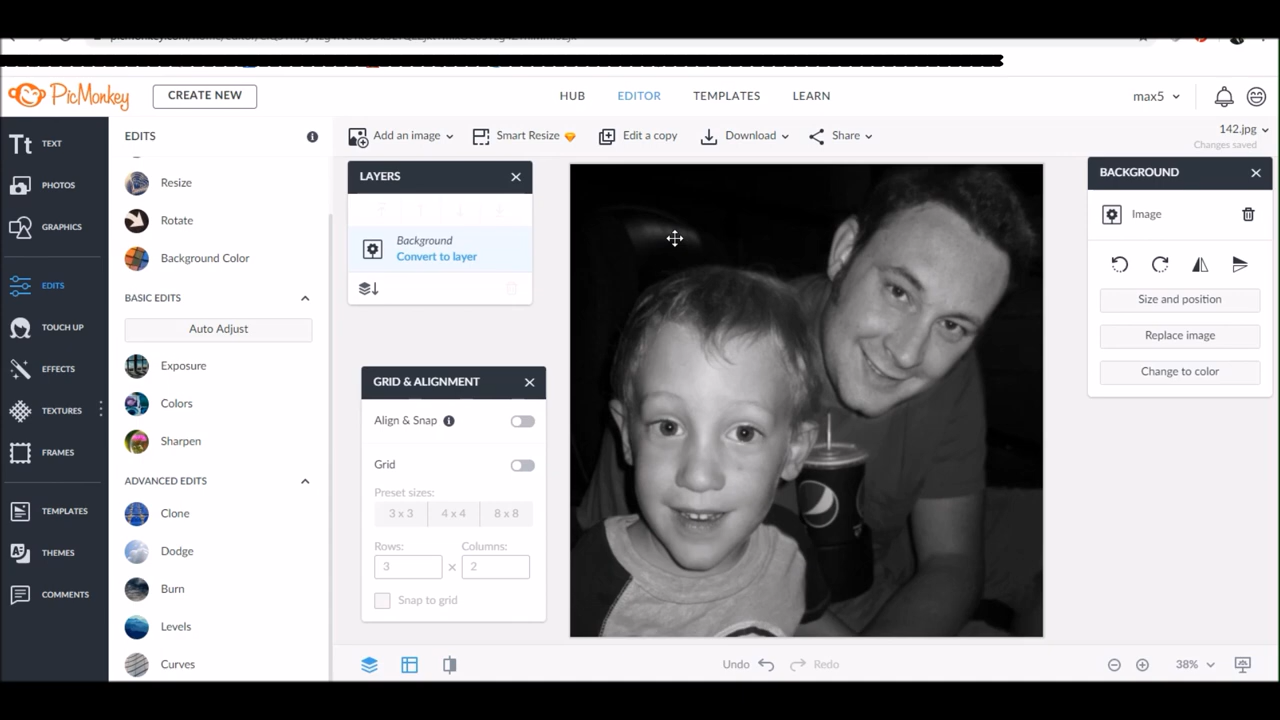 PicMonkey
CREATE NEW
HUB
EDITOR
TEMPLATES
LEARN
max5
TEXT
PHOTOS
GRAPHICS
EDITS
TOUCH UP
EFFECTS
TEXTURES
FRAMES
TEMPLATES
THEMES
COMMENTS
EDITS
Resize
Rotate
Background Color
BASIC EDITS
Auto Adjust
Exposure
Colors
Sharpen
ADVANCED EDITS
Clone
Dodge
Burn
Levels
Curves
Add an image
Smart Resize
Edit a copy
Download
Share
142.jpg
Changes saved
LAYERS
Background
Convert to layer
GRID & ALIGNMENT
Align & Snap
Grid
Preset sizes:
3 x 3 4 x 4 8 x 8
Rows: Columns:
3 × 2
Snap to grid
BACKGROUND
Image
Size and position
Replace image
Change to color
Undo
Redo
38%